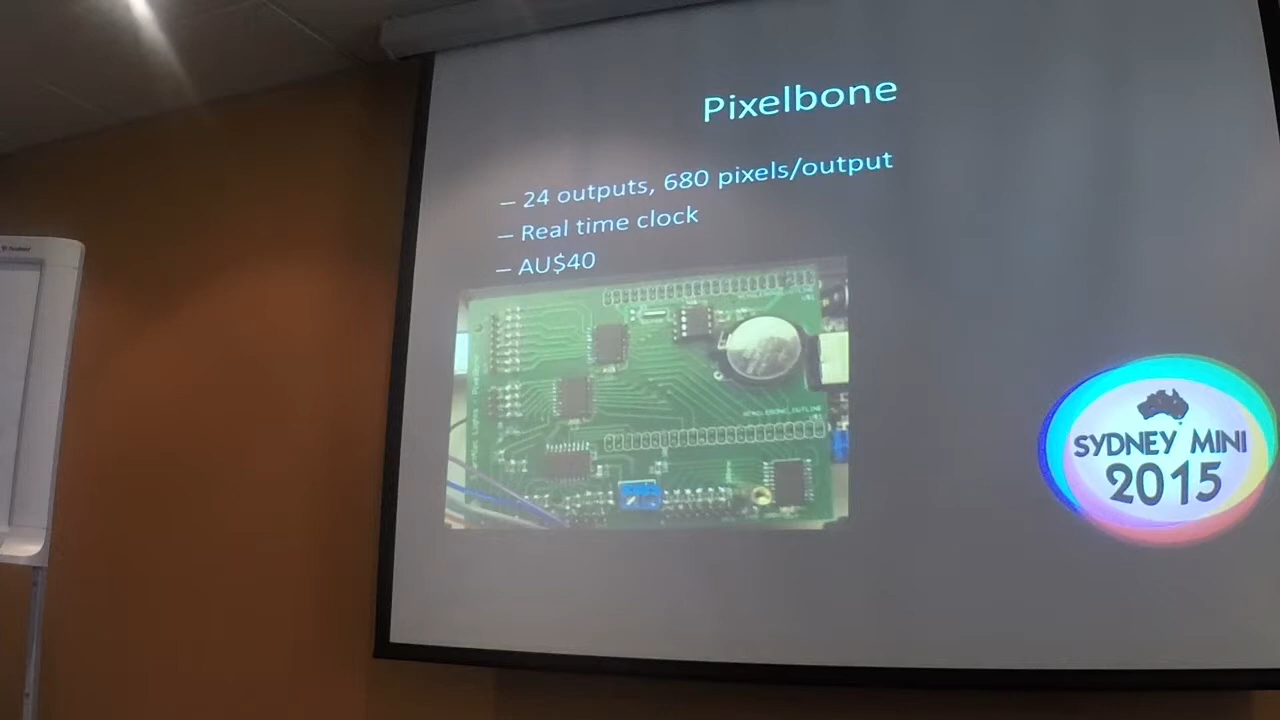 Pixelbone
– 24 outputs, 680 pixels/output
– Real time clock
– AU$40
SYDNEY MINI
2015